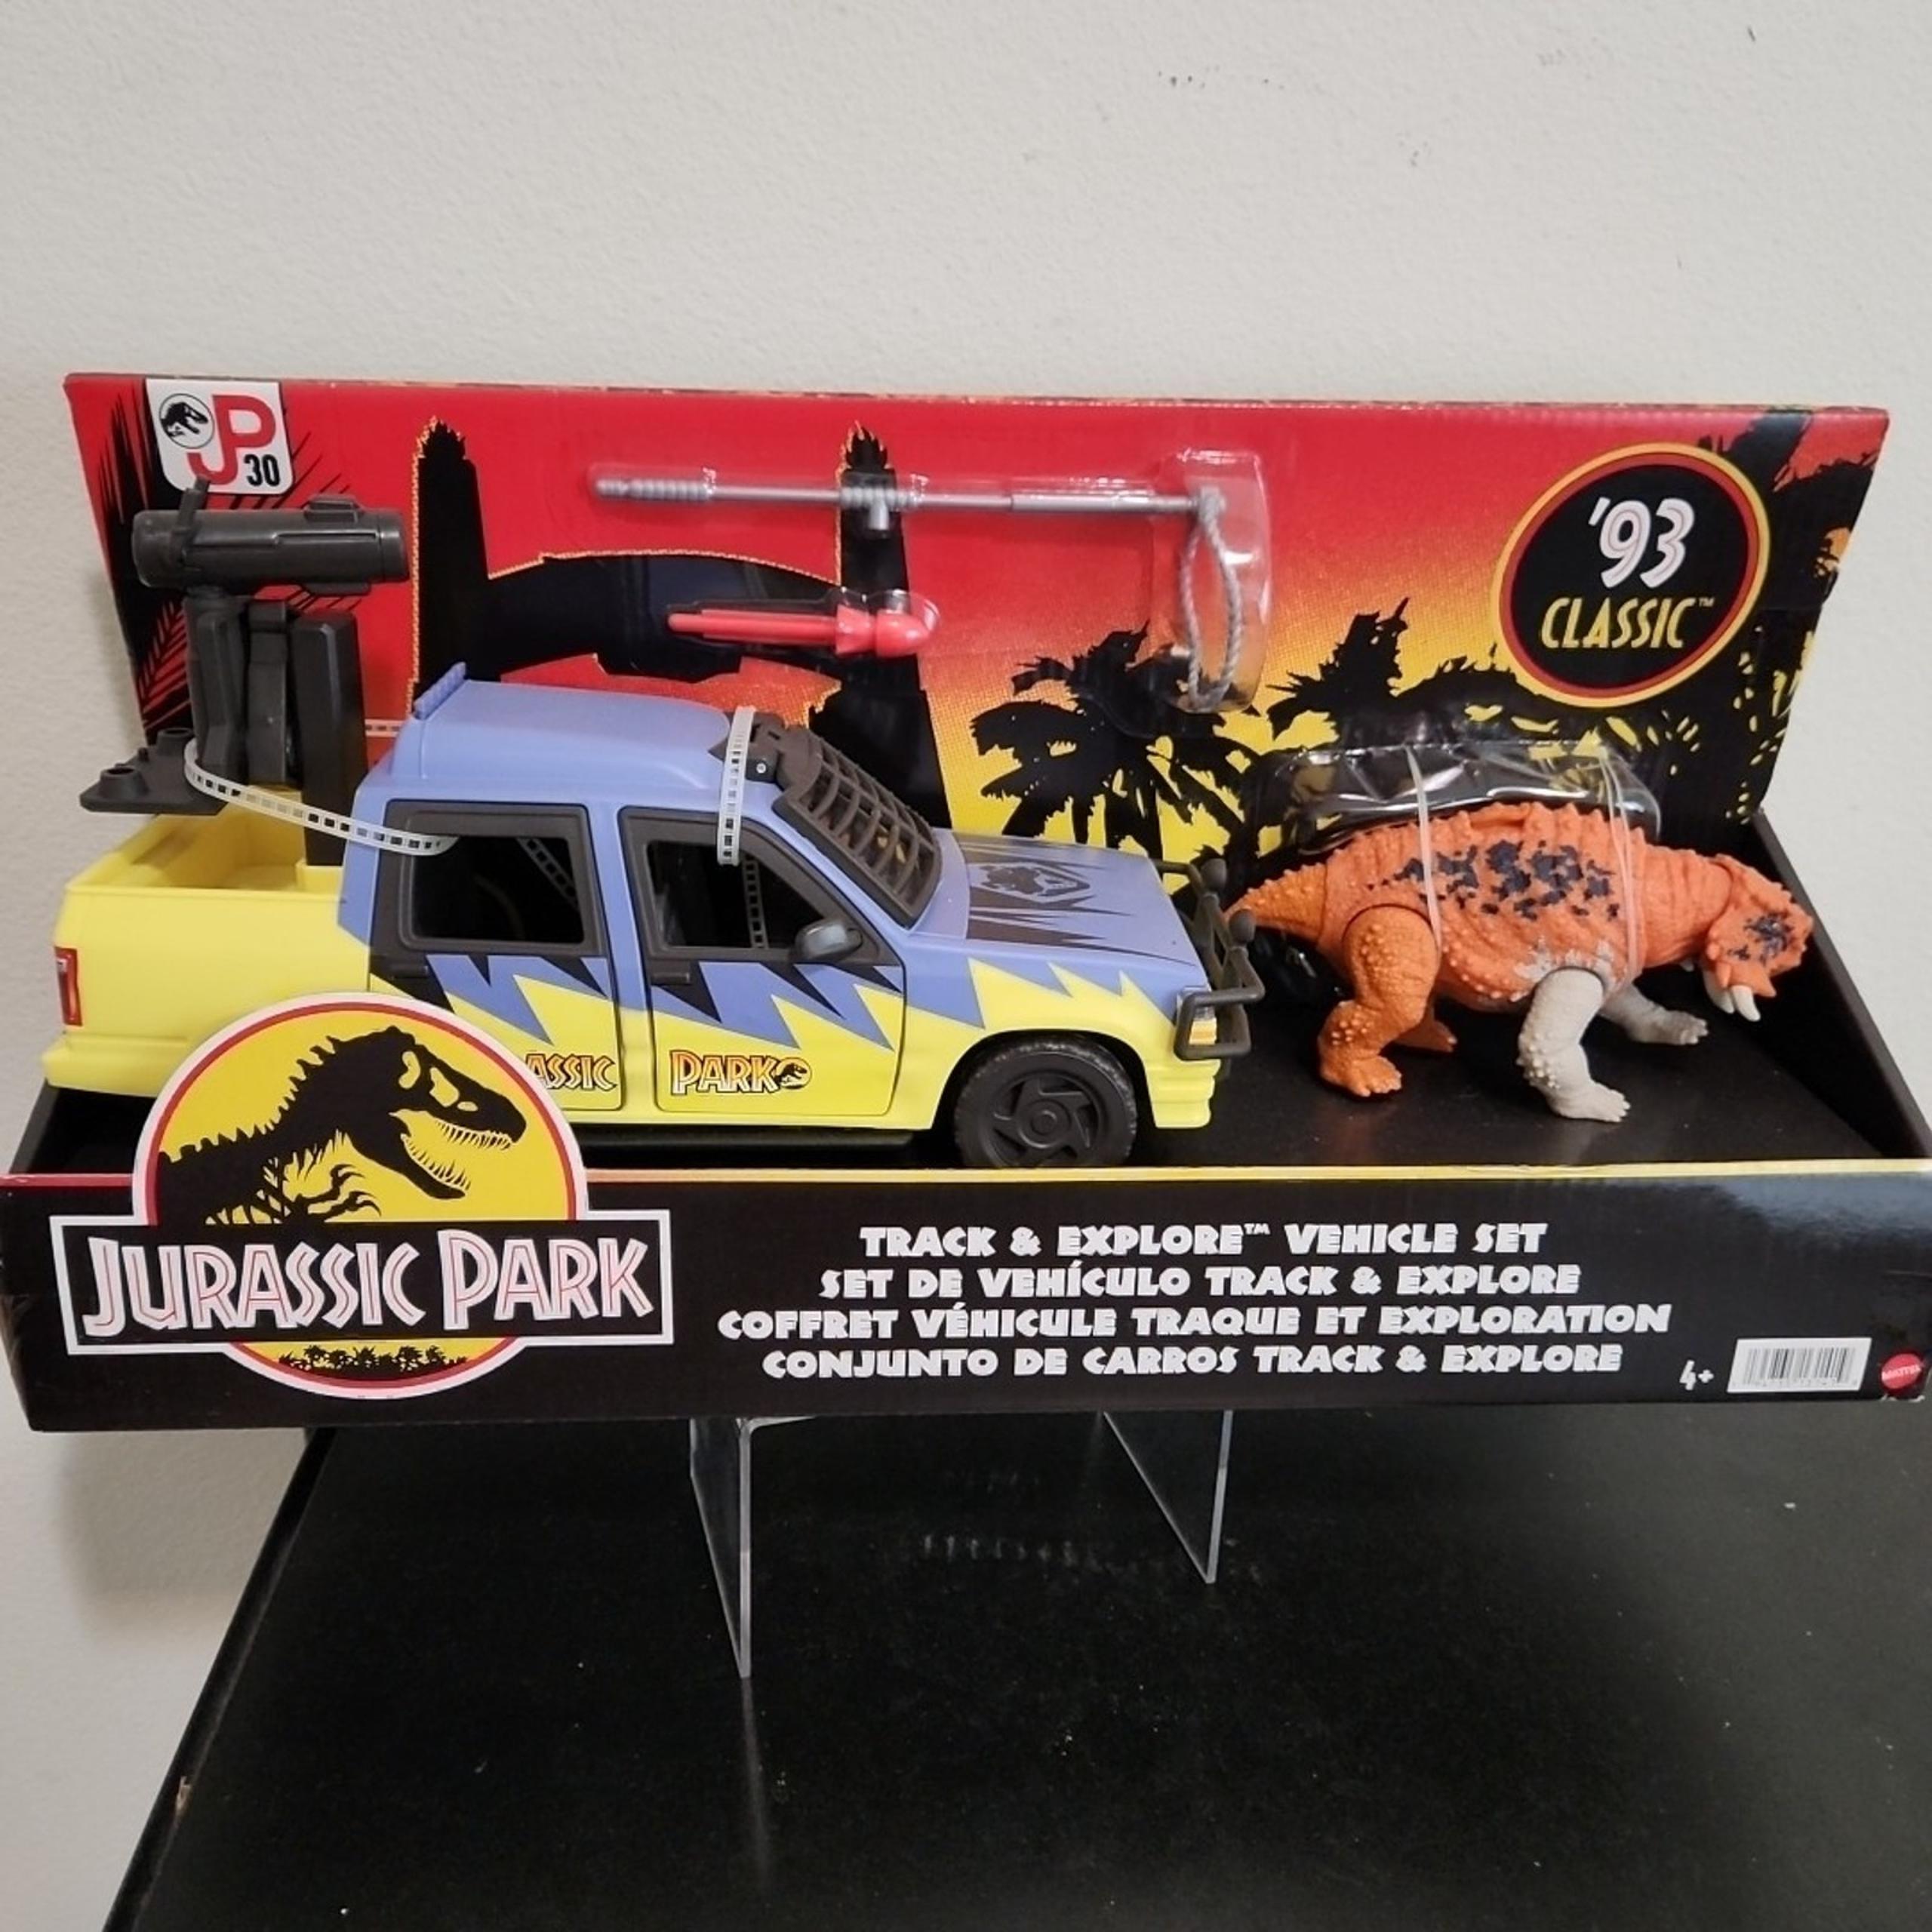 JP
30
'93
CLASSIC™
ASSIC PARK
JURASSIC PARK
TRACK & EXPLORE™ VEHICLE SET
SET DE VEHÍCULO TRACK & EXPLORE
COFFRET VÉHICULE TRAQUE ET EXPLORATION
CONJUNTO DE CARROS TRACK & EXPLORE
4+
MATTEL